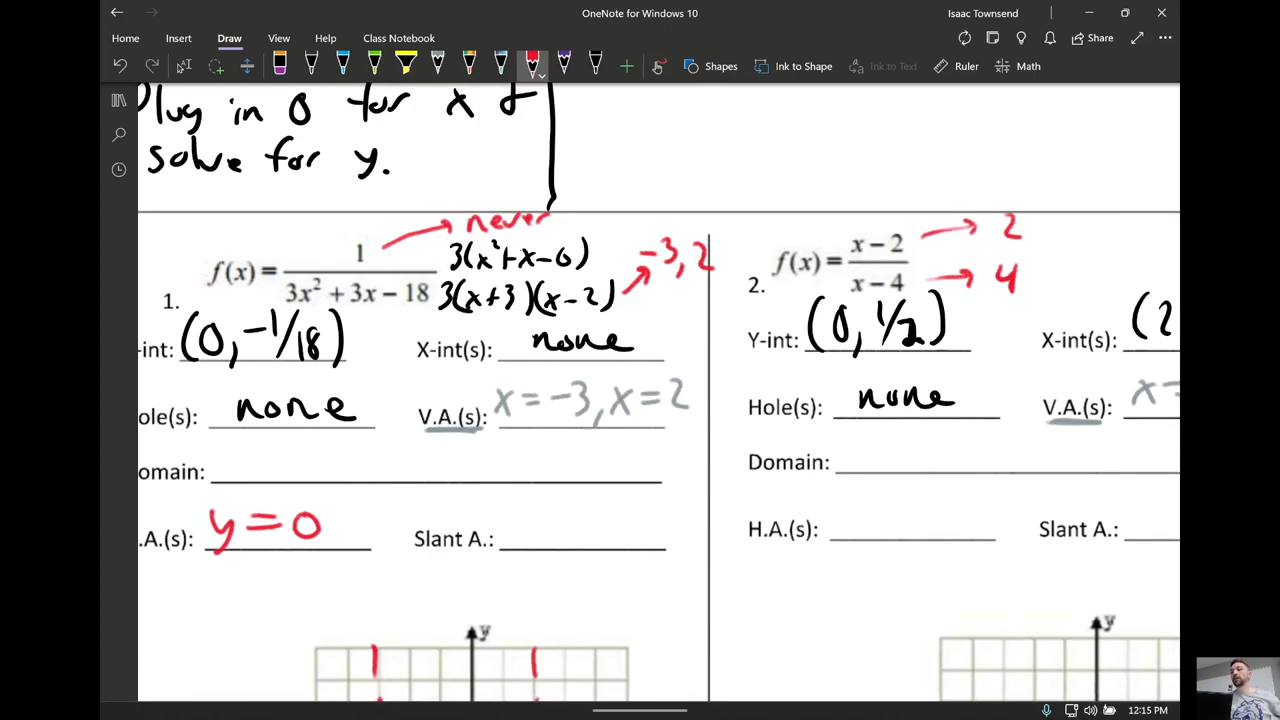 OneNote for Windows 10
Isaac Townsend
Home Insert Draw View Help Class Notebook
Share
Shapes Ink to Shape Ink to Text Ruler Math
Plug in 0 for x &
solve for y.
1. f(x) = 1 / 3x² + 3x − 18
never
3(x²+x−6)
3(x+3)(x−2)
−3, 2
-int: (0, −1/18) X-int(s): none
ole(s): none V.A.(s): x = −3, x = 2
omain:
.A.(s): y = 0 Slant A.:
y
2. f(x) = x − 2 / x − 4
2
4
Y-int: (0, 1/2) X-int(s): (2
Hole(s): none V.A.(s): x =
Domain:
H.A.(s): Slant A.:
y
12:15 PM